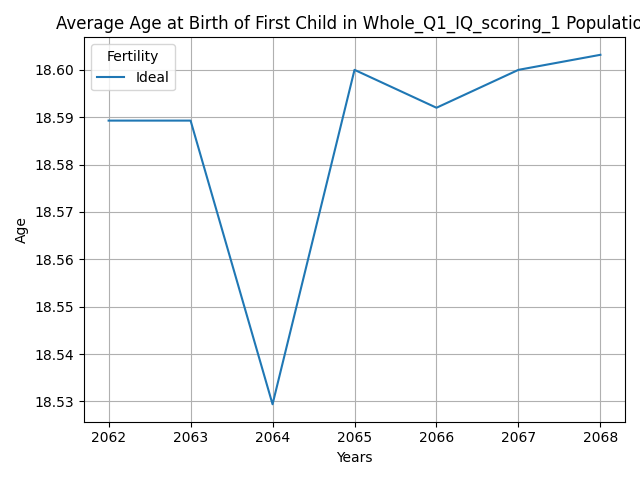 Average Age at Birth of First Child in Whole_Q1_IQ_scoring_1 Populatio
Fertility
Ideal
18.60
18.59
18.58
18.57
18.56
18.55
18.54
18.53
Age
2062 2063 2064 2065 2066 2067 2068
Years